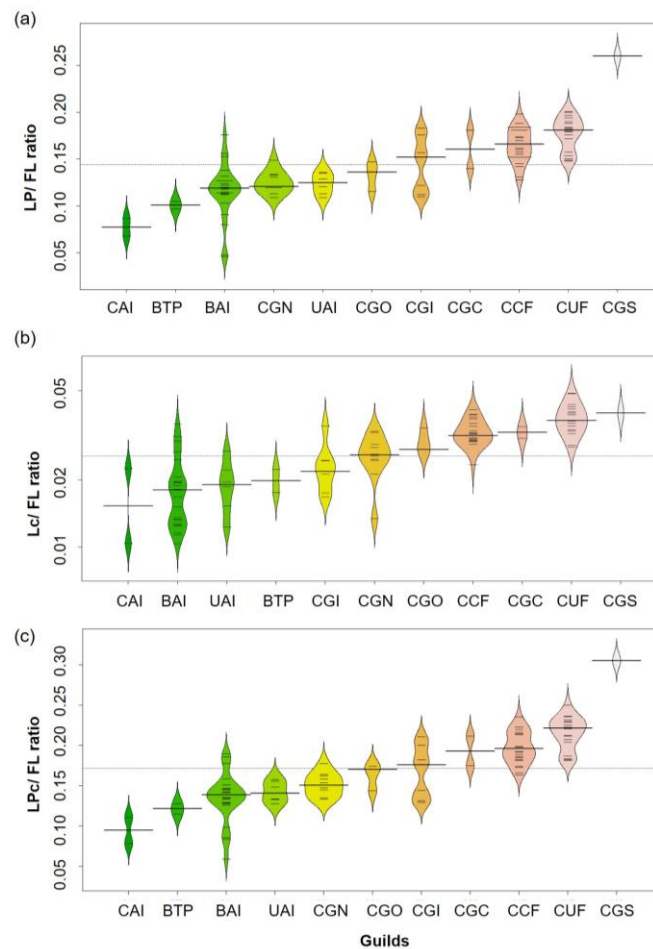 (a)
LP/ FL ratio
0.25
0.20
0.15
0.10
0.05
CAI BTP BAI CGN UAI CGO CGI CGC CCF CUF CGS
(b)
Lc/ FL ratio
0.05
0.02
0.01
CAI BAI UAI BTP CGI CGN CGO CCF CGC CUF CGS
(c)
LPc/ FL ratio
0.30
0.25
0.20
0.15
0.10
0.05
CAI BTP BAI UAI CGN CGO CGI CGC CCF CUF CGS
Guilds